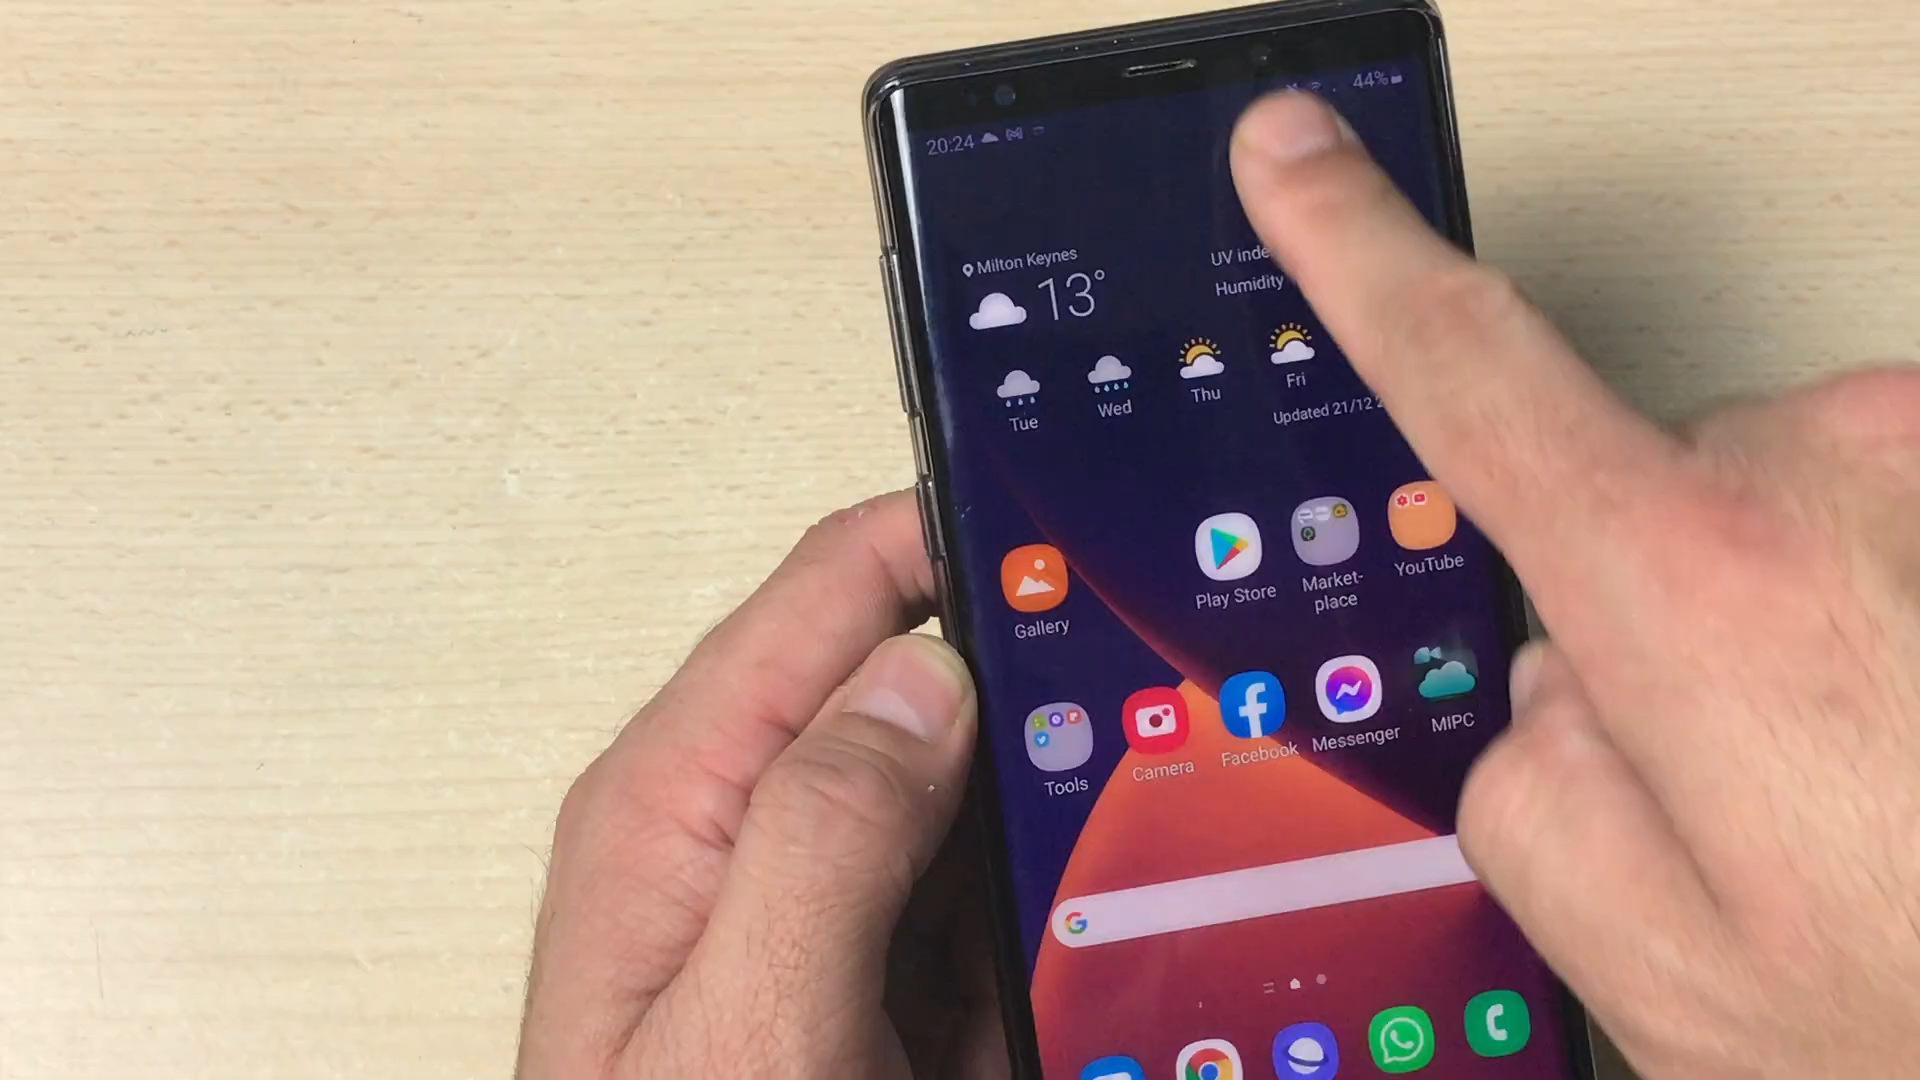 44%
20:24
Milton Keynes
13°
UV inde
Humidity
Tue
Wed
Thu
Fri
Updated 21/12
Gallery
Play Store
Market-
place
YouTube
Tools
Camera
Facebook
Messenger
MIPC